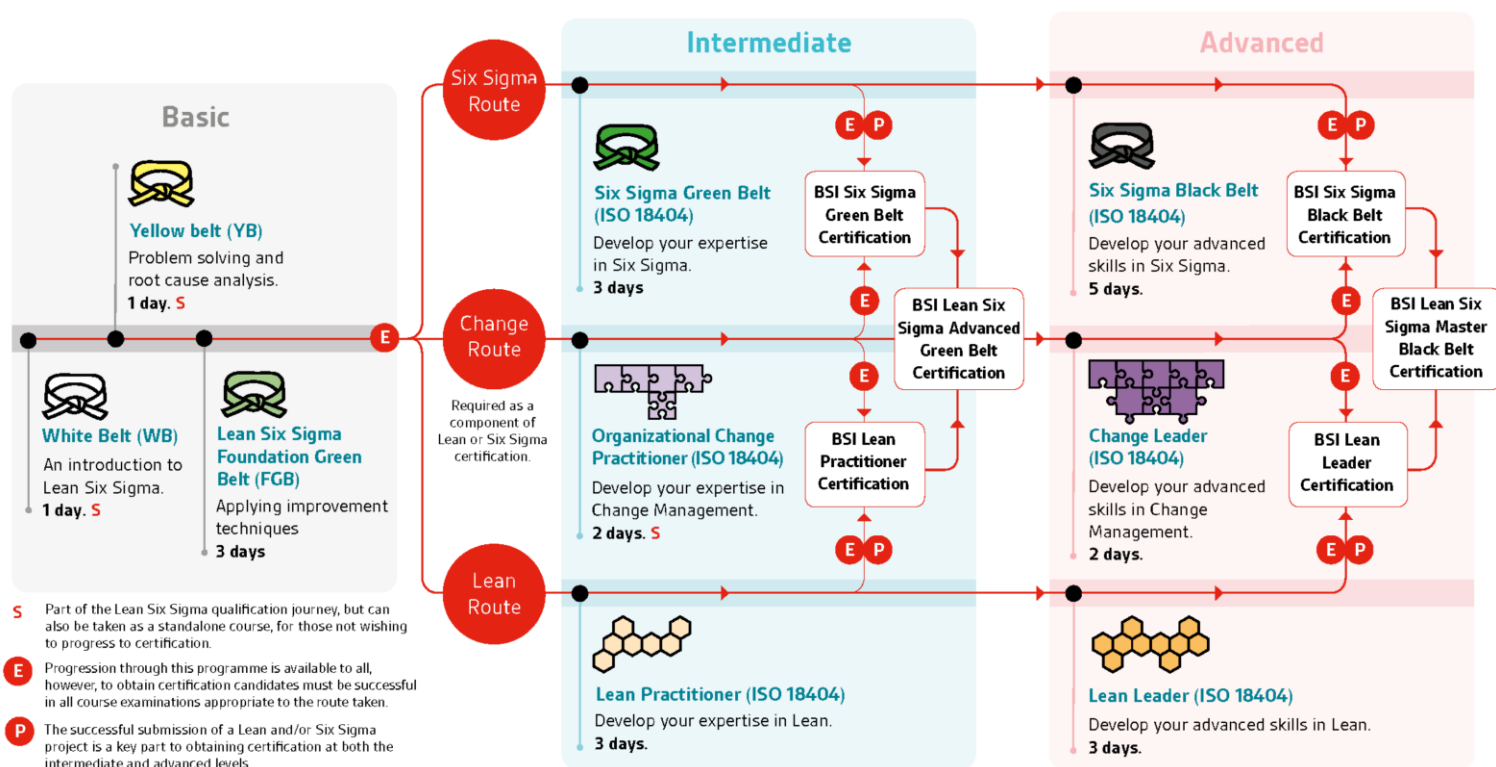 Basic
Yellow belt (YB)
Problem solving and
root cause analysis.
1 day. S
E
White Belt (WB)
An introduction to
Lean Six Sigma.
1 day. S
Lean Six Sigma
Foundation Green
Belt (FGB)
Applying improvement
techniques
3 days
S Part of the Lean Six Sigma qualification journey, but can
also be taken as a standalone course, for those not wishing
to progress to certification.
E Progression through this programme is available to all,
however, to obtain certification candidates must be successful
in all course examinations appropriate to the route taken.
P The successful submission of a Lean and/or Six Sigma
project is a key part to obtaining certification at both the
intermediate and advanced levels
Six Sigma
Route
Change
Route
Required as a
component of
Lean or Six Sigma
certification.
Lean
Route
Intermediate
Six Sigma Green Belt
(ISO 18404)
Develop your expertise
in Six Sigma.
3 days
E P
BSI Six Sigma
Green Belt
Certification
E
BSI Lean Six
Sigma Advanced
Green Belt
Certification
E
Organizational Change
Practitioner (ISO 18404)
Develop your expertise in
Change Management.
2 days. S
BSI Lean
Practitioner
Certification
E P
Lean Practitioner (ISO 18404)
Develop your expertise in Lean.
3 days.
Advanced
Six Sigma Black Belt
(ISO 18404)
Develop your advanced
skills in Six Sigma.
5 days.
E P
BSI Six Sigma
Black Belt
Certification
E
BSI Lean Six
Sigma Master
Black Belt
Certification
E
Change Leader
(ISO 18404)
Develop your advanced
skills in Change
Management.
2 days.
BSI Lean
Leader
Certification
E P
Lean Leader (ISO 18404)
Develop your advanced skills in Lean.
3 days.